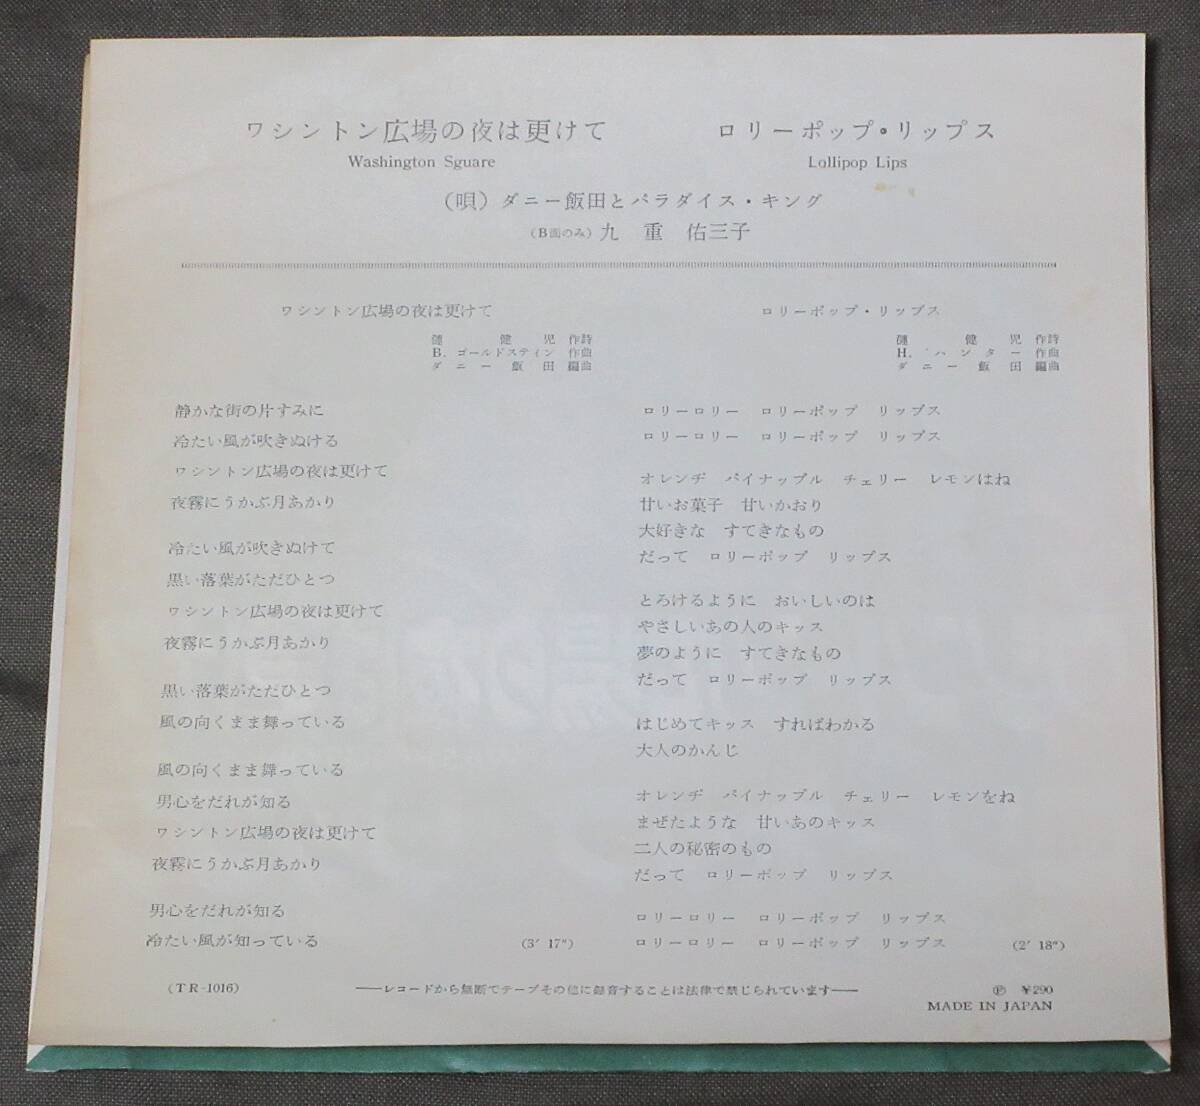 ワシントン広場の夜は更けて
Washington Sguare
ロリーポップ・リップス
Lollipop Lips
(唄) ダニー飯田とパラダイス・キング
(B面のみ) 九 重 佑三子
ワシントン広場の夜は更けて
漣 健児 作詩
B. ゴールドスティン 作曲
ダニー飯田 編曲
静かな街の片すみに
冷たい風が吹きぬける
ワシントン広場の夜は更けて
夜霧にうかぶ月あかり
冷たい風が吹きぬけて
黒い落葉がただひとつ
ワシントン広場の夜は更けて
夜霧にうかぶ月あかり
黒い落葉がただひとつ
風の向くまま舞っている
風の向くまま舞っている
男心をだれが知る
ワシントン広場の夜は更けて
夜霧にうかぶ月あかり
男心をだれが知る
冷たい風が知っている
(3′ 17″)
ロリーポップ・リップス
漣 健児 作詩
H. ハンター 作曲
ダニー飯田 編曲
ロリーロリー ロリーポップ リップス
ロリーロリー ロリーポップ リップス
オレンヂ パイナップル チェリー レモンはね
甘いお菓子 甘いかおり
大好きな すてきなもの
だって ロリーポップ リップス
とろけるように おいしいのは
やさしいあの人のキッス
夢のように すてきなもの
だって ロリーポップ リップス
はじめてキッス すればわかる
大人のかんじ
オレンヂ パイナップル チェリー レモンをね
まぜたような 甘いあのキッス
二人の秘密のもの
だって ロリーポップ リップス
ロリーロリー ロリーポップ リップス
ロリーロリー ロリーポップ リップス
(2′ 18″)
(TR-1016)
——レコードから無断でテープその他に録音することは法律で禁じられています——
Ⓟ ¥290
MADE IN JAPAN